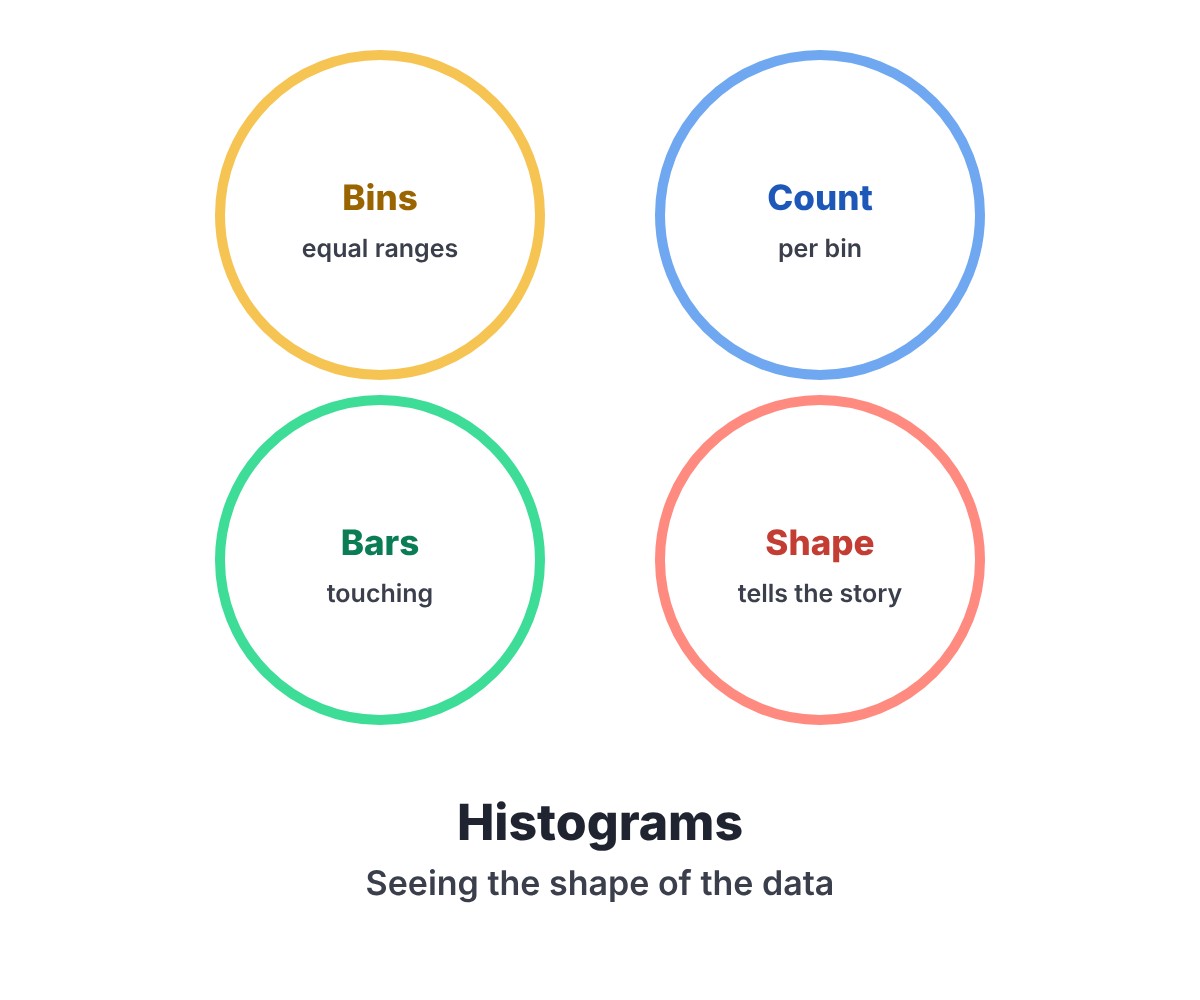 Bins
equal ranges
Count
per bin
Bars
touching
Shape
tells the story
Histograms
Seeing the shape of the data